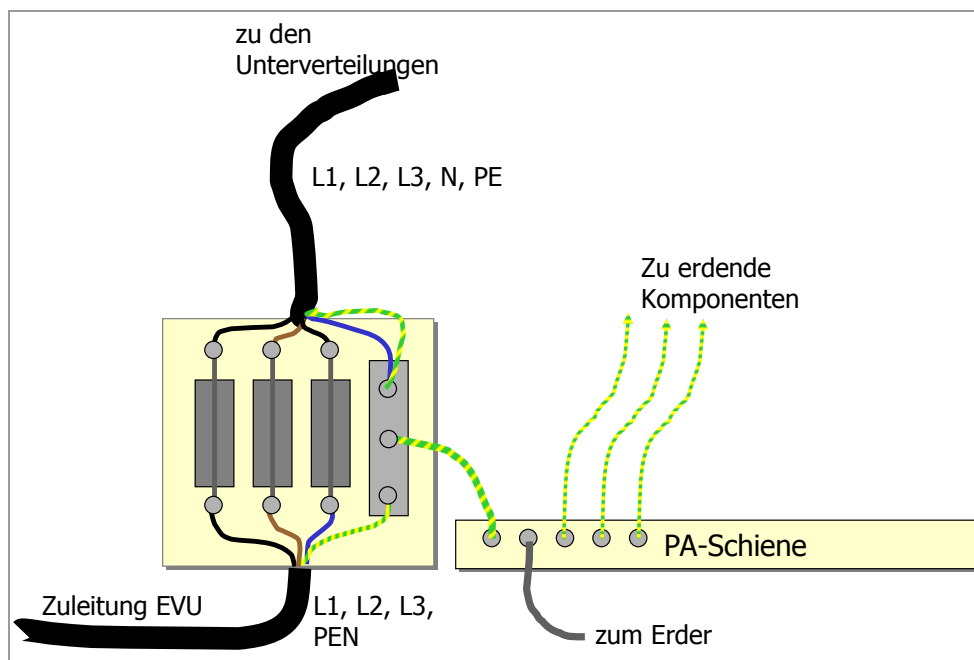 zu den
Unterverteilungen
L1, L2, L3, N, PE
Zu erdende
Komponenten
PA-Schiene
Zuleitung EVU
L1, L2, L3,
PEN
zum Erder